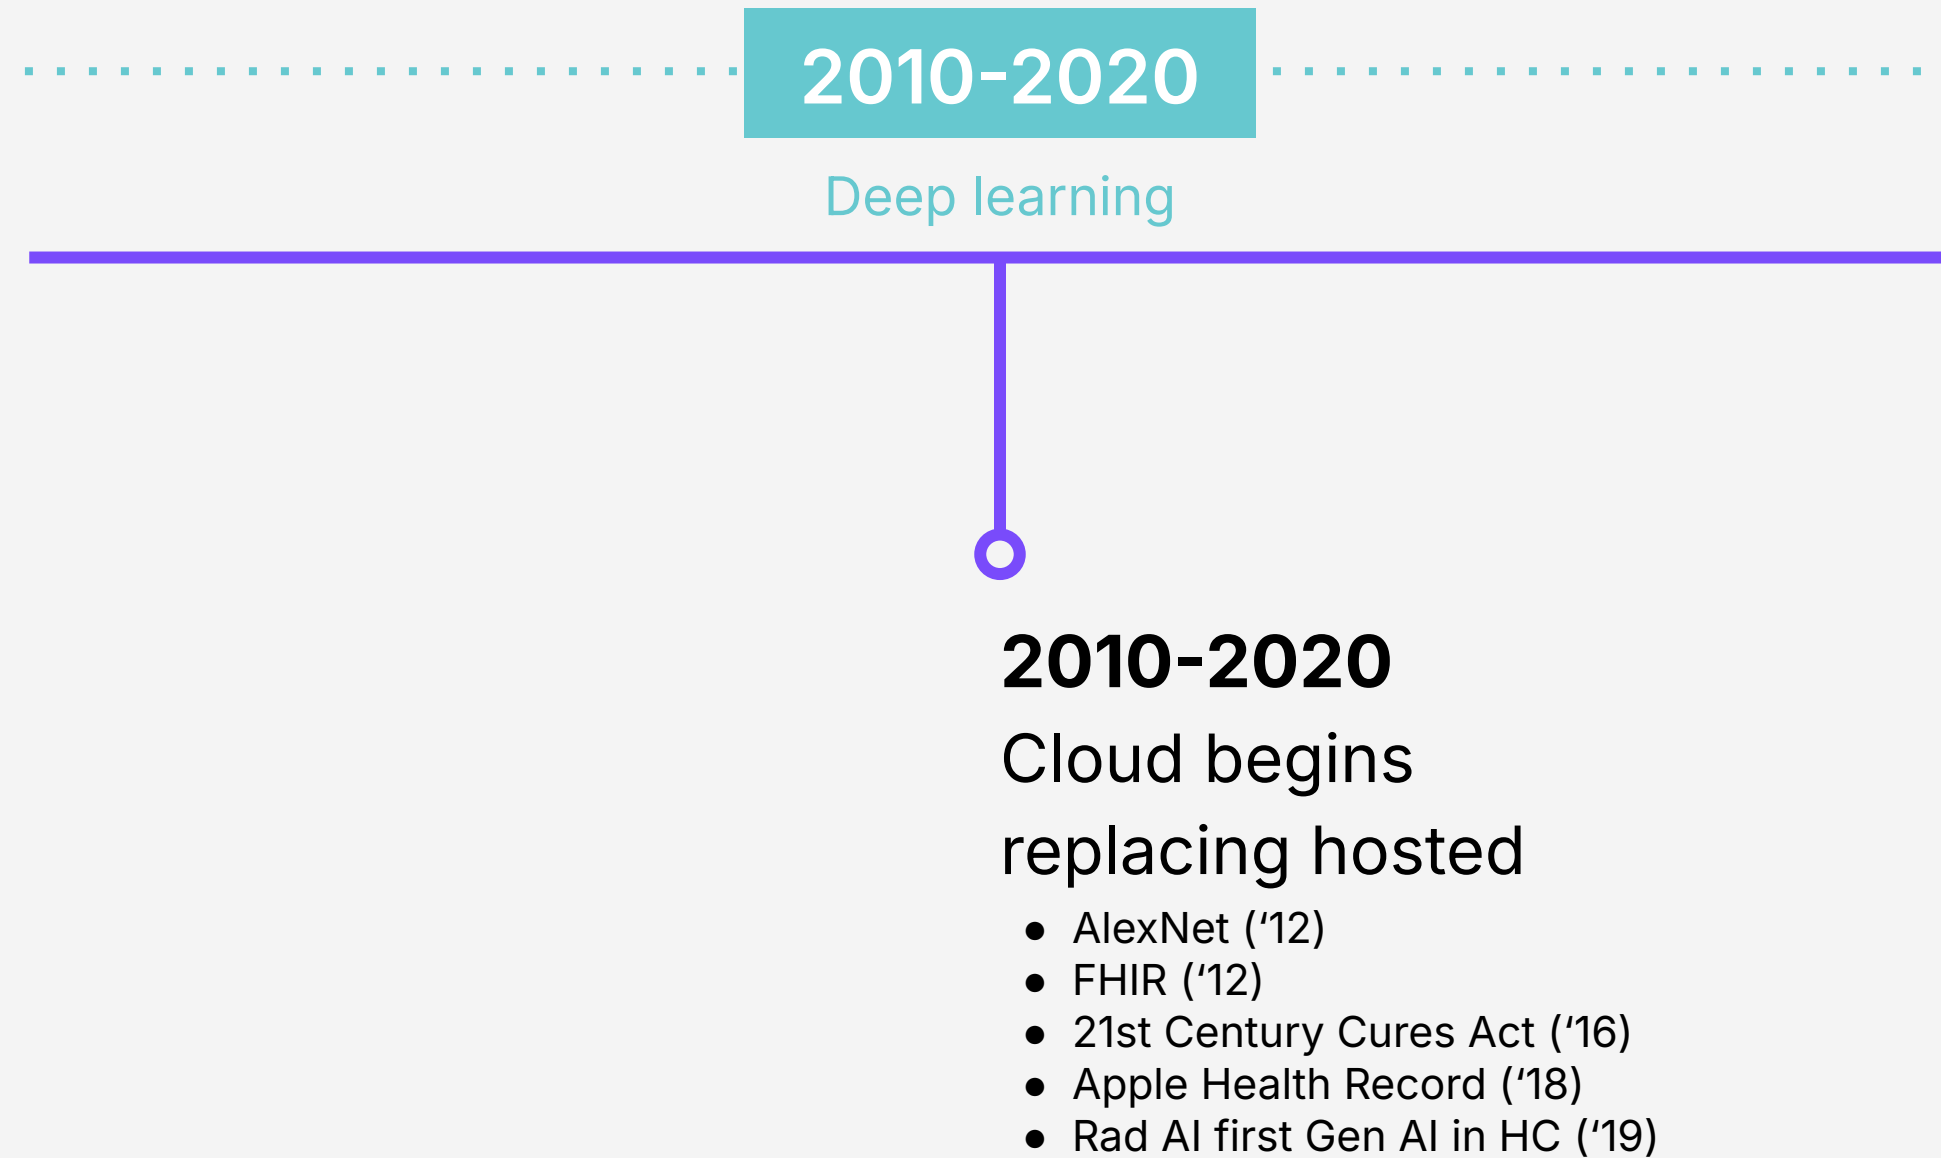 2010-2020
Deep learning
2010-2020
Cloud begins
replacing hosted
● AlexNet (‘12)
● FHIR (‘12)
● 21st Century Cures Act (‘16)
● Apple Health Record (‘18)
● Rad AI first Gen AI in HC (‘19)